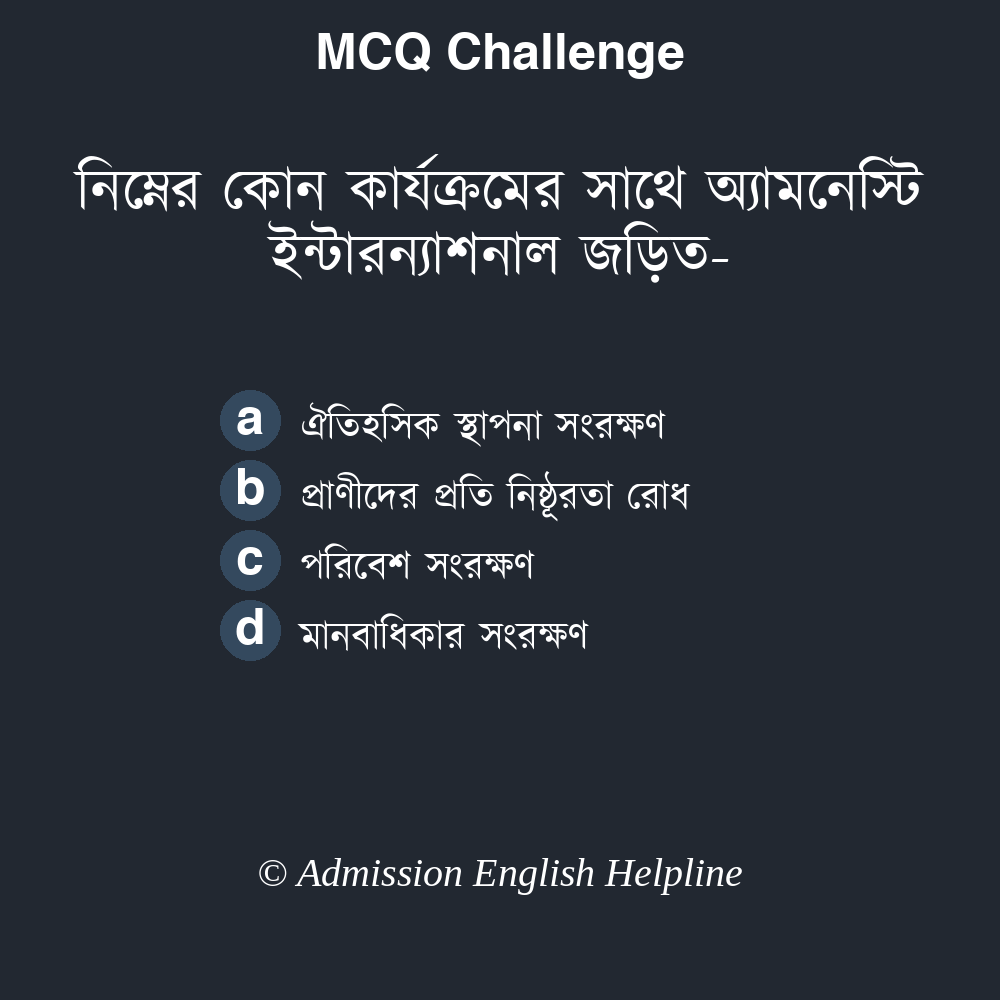 MCQ Challenge
নিম্নের কোন কার্যক্রমের সাথে অ্যামনেস্টি
ইন্টারন্যাশনাল জড়িত-
a ঐতিহসিক স্থাপনা সংরক্ষণ
b প্রাণীদের প্রতি নিষ্ঠূরতা রোধ
c পরিবেশ সংরক্ষণ
d মানবাধিকার সংরক্ষণ
© Admission English Helpline